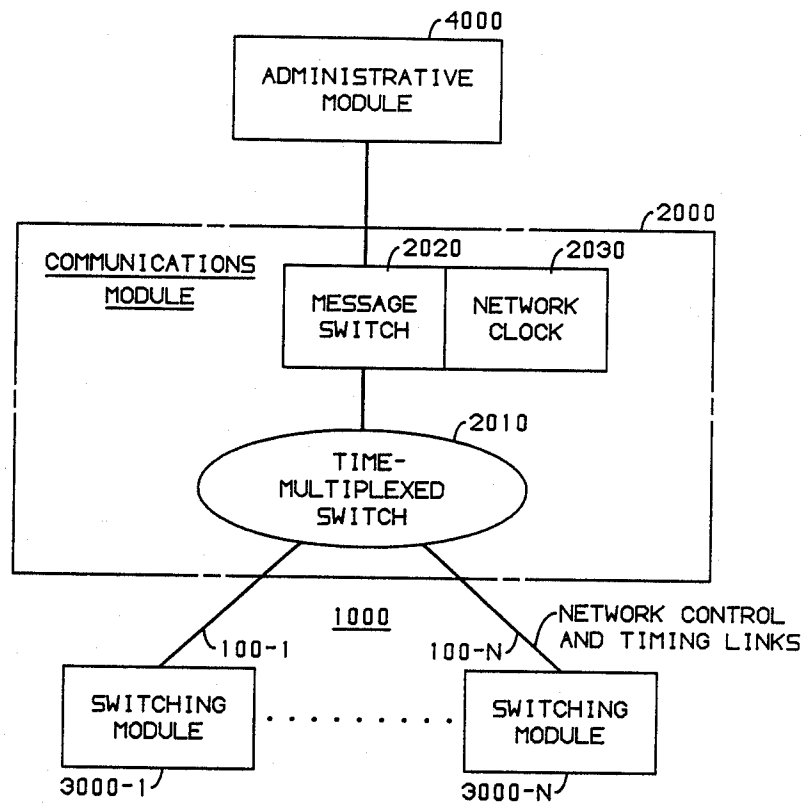 4000
ADMINISTRATIVE
MODULE
2000
COMMUNICATIONS
MODULE
2020
2030
MESSAGE
SWITCH
NETWORK
CLOCK
2010
TIME-
MULTIPLEXED
SWITCH
1000
100-1
100-N
NETWORK CONTROL
AND TIMING LINKS
SWITCHING
MODULE
SWITCHING
MODULE
3000-1
3000-N